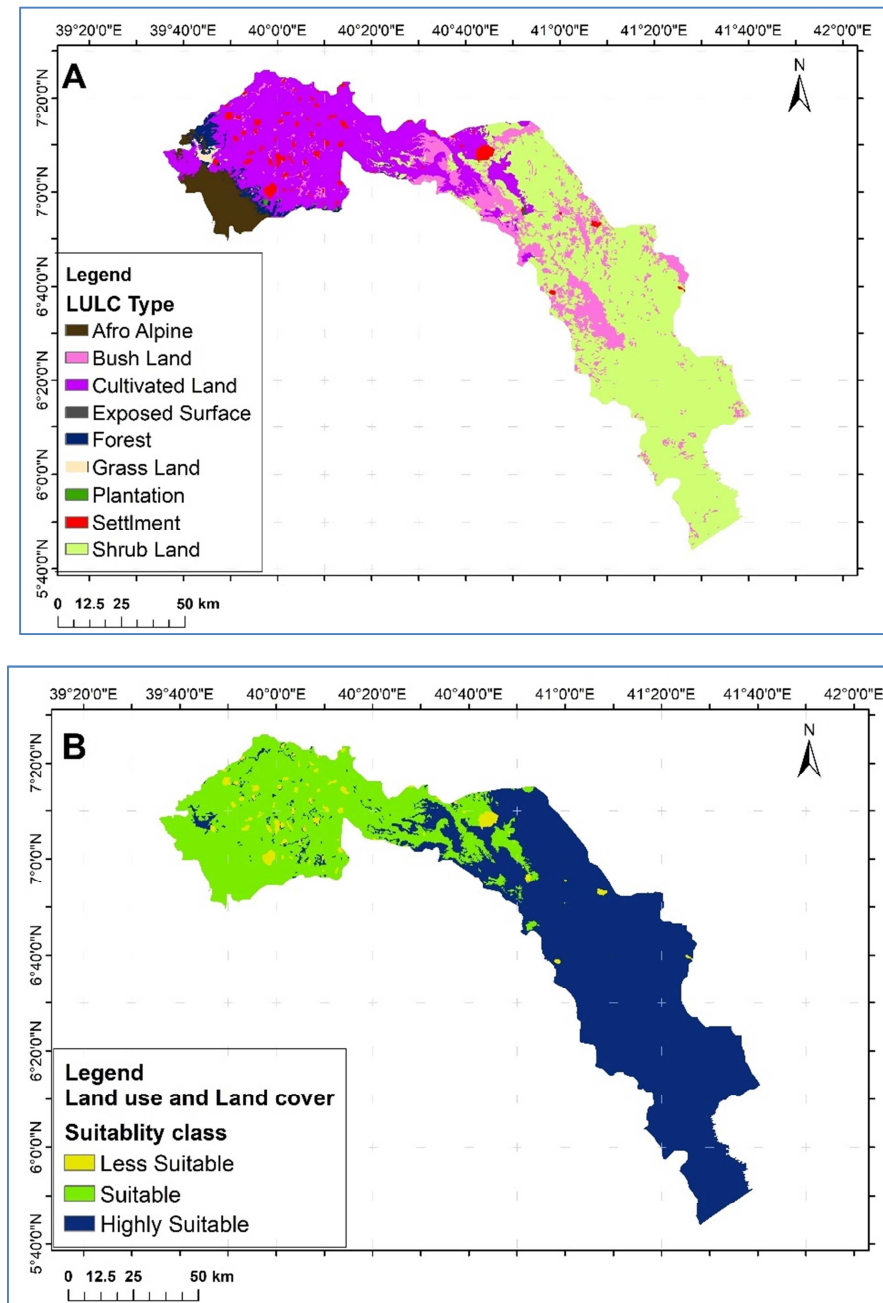 39°20'0"E 39°40'0"E 40°0'0"E 40°20'0"E 40°40'0"E 41°0'0"E 41°20'0"E 41°40'0"E 42°0'0"E
A
N
7°20'0"N
7°0'0"N
6°40'0"N
6°20'0"N
6°0'0"N
5°40'0"N
Legend
LULC Type
Afro Alpine
Bush Land
Cultivated Land
Exposed Surface
Forest
Grass Land
Plantation
Settlment
Shrub Land
0 12.5 25 50 km
39°20'0"E 39°40'0"E 40°0'0"E 40°20'0"E 40°40'0"E 41°0'0"E 41°20'0"E 41°40'0"E 42°0'0"E
B
N
7°20'0"N
7°0'0"N
6°40'0"N
6°20'0"N
6°0'0"N
5°40'0"N
Legend
Land use and Land cover
Suitablity class
Less Suitable
Suitable
Highly Suitable
0 12.5 25 50 km